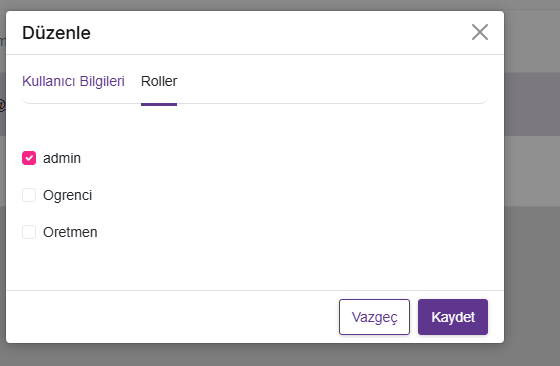 Düzenle
Kullanıcı Bilgileri Roller
admin
Ogrenci
Oretmen
Vazgeç Kaydet